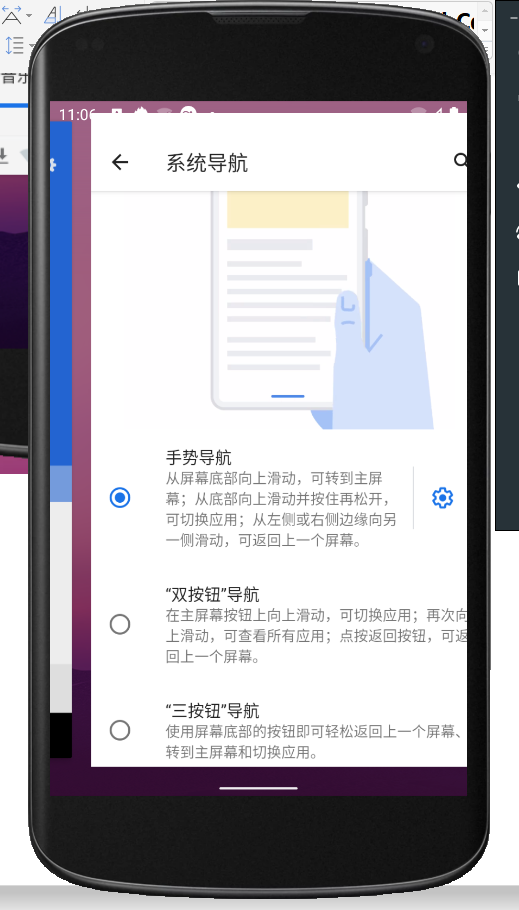 音乐
11:06
系统导航
手势导航
从屏幕底部向上滑动，可转到主屏
幕；从底部向上滑动并按住再松开，
可切换应用；从左侧或右侧边缘向另
一侧滑动，可返回上一个屏幕。
“双按钮”导航
在主屏幕按钮上向上滑动，可切换应用；再次向
上滑动，可查看所有应用；点按返回按钮，可返
回上一个屏幕。
“三按钮”导航
使用屏幕底部的按钮即可轻松返回上一个屏幕、
转到主屏幕和切换应用。